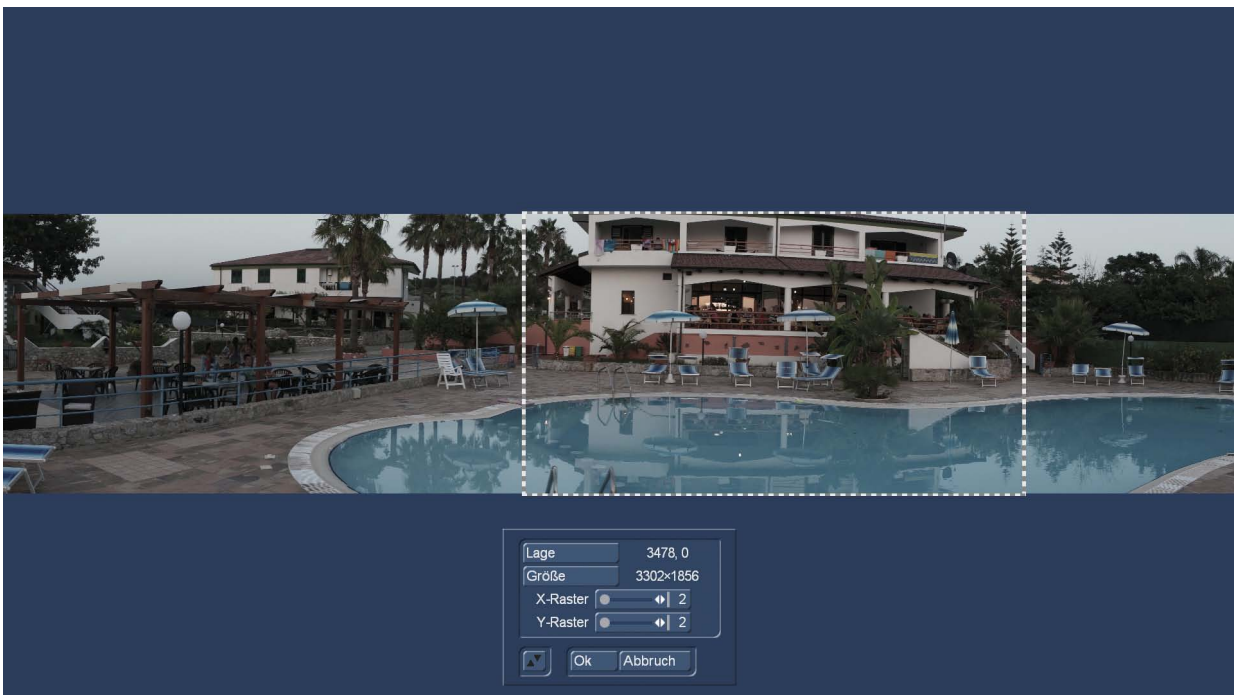 Lage 3478, 0
Größe 3302×1856
X-Raster 2
Y-Raster 2
Ok Abbruch